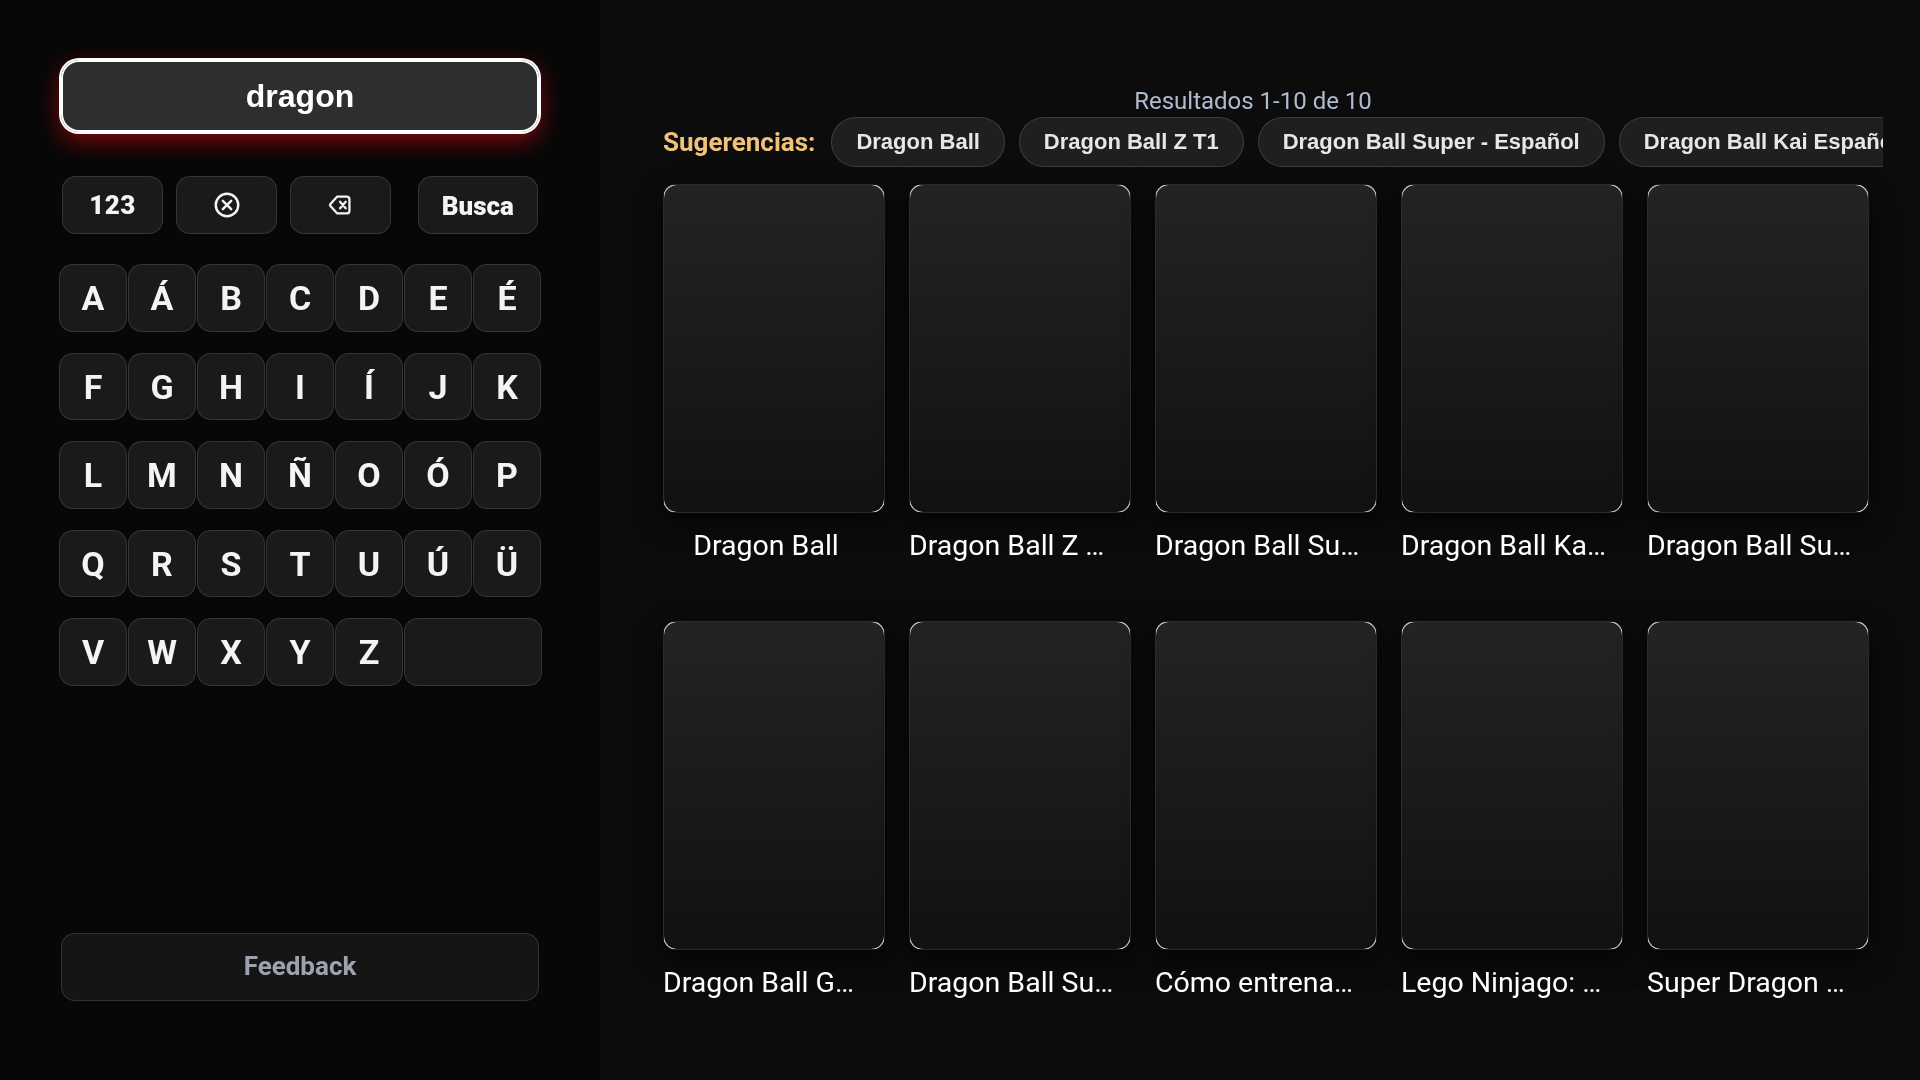 dragon
123
Busca
A Á B C D E É
F G H I Í J K
L M N Ñ O Ó P
Q R S T U Ú Ü
V W X Y Z
Feedback
Resultados 1-10 de 10
Sugerencias: Dragon Ball Dragon Ball Z T1 Dragon Ball Super - Español Dragon Ball Kai Españ
Dragon Ball Dragon Ball Z ... Dragon Ball Su... Dragon Ball Ka... Dragon Ball Su...
Dragon Ball G... Dragon Ball Su... Cómo entrena... Lego Ninjago: ... Super Dragon ...